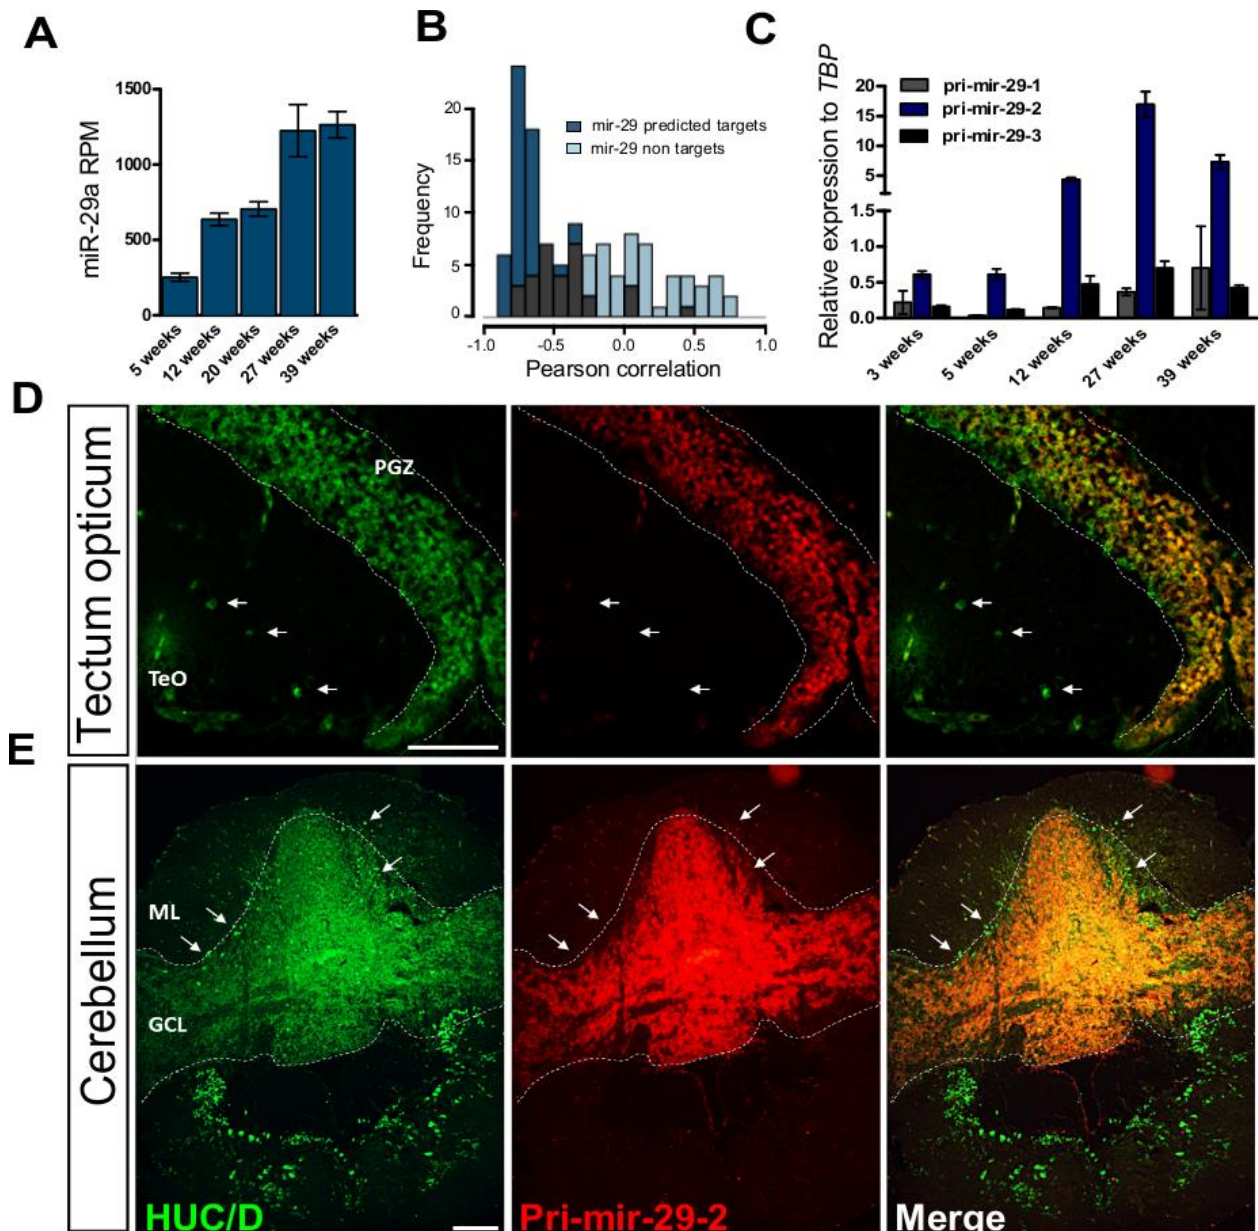 A
miR-29a RPM
1500
1000
500
0
5 weeks
12 weeks
20 weeks
27 weeks
39 weeks
B
Frequency
20
15
10
5
0
mir-29 predicted targets
mir-29 non targets
-1.0
-0.5
0.0
0.5
1.0
Pearson correlation
C
Relative expression to TBP
20
15
10
5
1.5
1.0
0.5
0.0
pri-mir-29-1
pri-mir-29-2
pri-mir-29-3
3 weeks
5 weeks
12 weeks
27 weeks
39 weeks
D
Tectum opticum
PGZ
TeO
E
Cerebellum
ML
GCL
HUC/D
Pri-mir-29-2
Merge